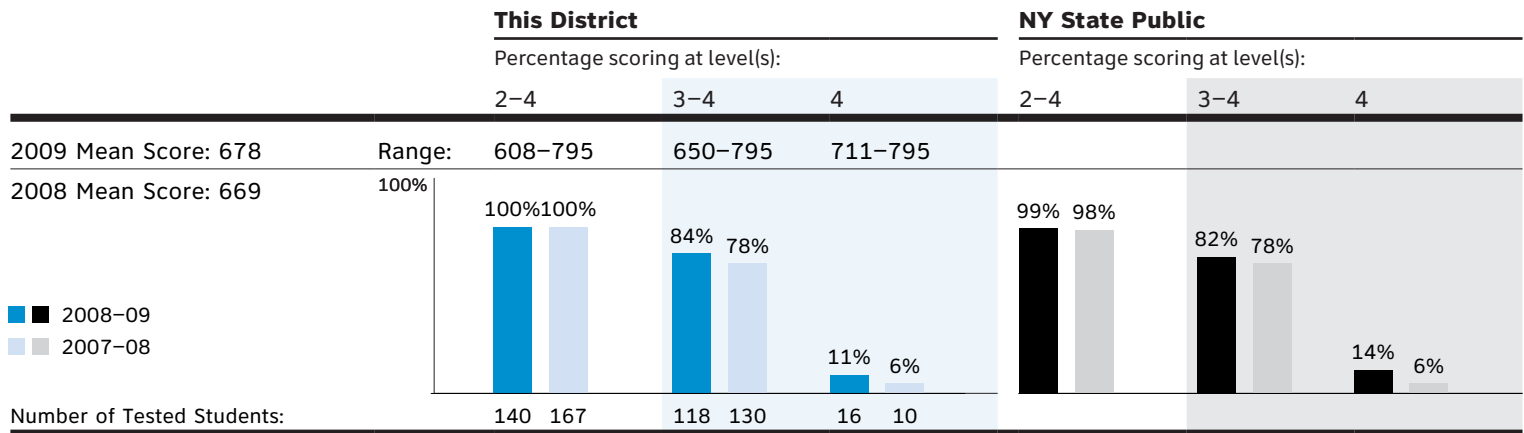 This District NY State Public
Percentage scoring at level(s): Percentage scoring at level(s):
2–4 3–4 4 2–4 3–4 4
2009 Mean Score: 678 Range: 608–795 650–795 711–795
2008 Mean Score: 669 100%
100%100% 99% 98%
84% 78% 82% 78%
11% 6% 14% 6%
2008–09
2007–08
Number of Tested Students: 140 167 118 130 16 10